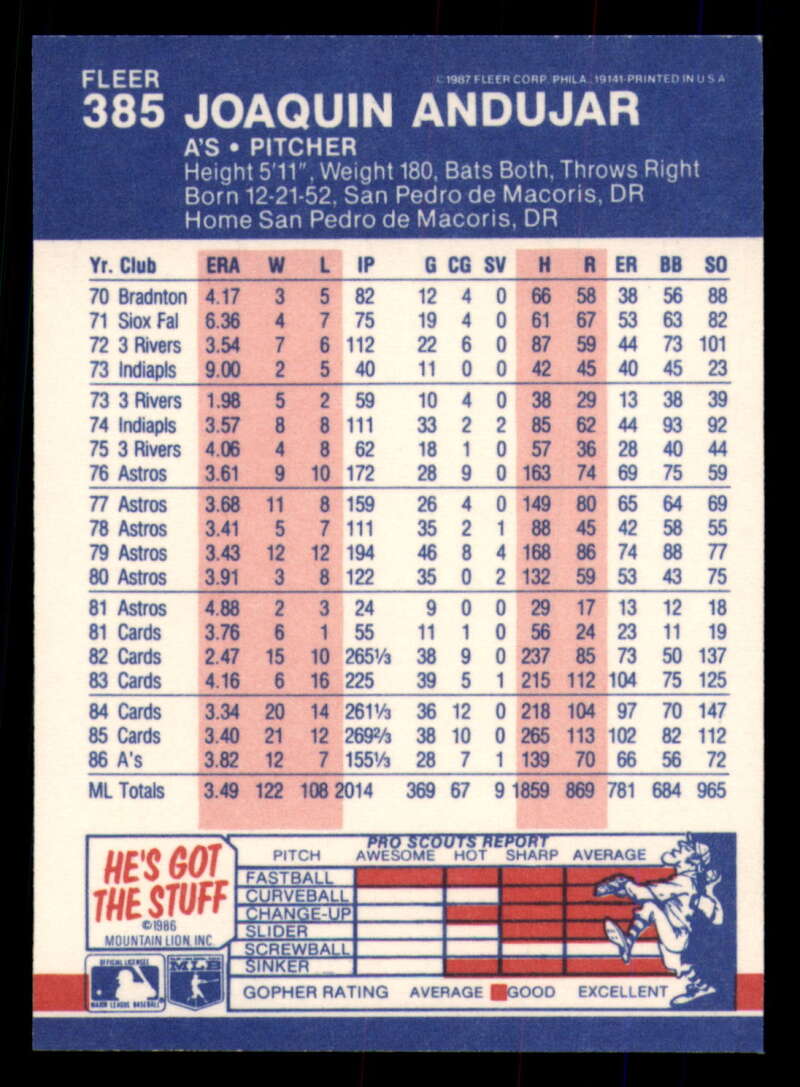 FLEER
©1987 FLEER CORP. PHILA., 19141-PRINTED IN U S A
385 JOAQUIN ANDUJAR
A'S • PITCHER
Height 5'11", Weight 180, Bats Both, Throws Right
Born 12-21-52, San Pedro de Macoris, DR
Home San Pedro de Macoris, DR
Yr. Club ERA W L IP G CG SV H R ER BB SO
70 Bradnton 4.17 3 5 82 12 4 0 66 58 38 56 88
71 Siox Fal 6.36 4 7 75 19 4 0 61 67 53 63 82
72 3 Rivers 3.54 7 6 112 22 6 0 87 59 44 73 101
73 Indiapls 9.00 2 5 40 11 0 0 42 45 40 45 23
73 3 Rivers 1.98 5 2 59 10 4 0 38 29 13 38 39
74 Indiapls 3.57 8 8 111 33 2 2 85 62 44 93 92
75 3 Rivers 4.06 4 8 62 18 1 0 57 36 28 40 44
76 Astros 3.61 9 10 172 28 9 0 163 74 69 75 59
77 Astros 3.68 11 8 159 26 4 0 149 80 65 64 69
78 Astros 3.41 5 7 111 35 2 1 88 45 42 58 55
79 Astros 3.43 12 12 194 46 8 4 168 86 74 88 77
80 Astros 3.91 3 8 122 35 0 2 132 59 53 43 75
81 Astros 4.88 2 3 24 9 0 0 29 17 13 12 18
81 Cards 3.76 6 1 55 11 1 0 56 24 23 11 19
82 Cards 2.47 15 10 265⅓ 38 9 0 237 85 73 50 137
83 Cards 4.16 6 16 225 39 5 1 215 112 104 75 125
84 Cards 3.34 20 14 261⅓ 36 12 0 218 104 97 70 147
85 Cards 3.40 21 12 269⅔ 38 10 0 265 113 102 82 112
86 A's 3.82 12 7 155⅓ 28 7 1 139 70 66 56 72
ML Totals 3.49 122 108 2014 369 67 9 1859 869 781 684 965
HE'S GOT
THE STUFF
©1986
MOUNTAIN LION, INC.
PRO SCOUTS REPORT
PITCH AWESOME HOT SHARP AVERAGE
FASTBALL
CURVEBALL
CHANGE-UP
SLIDER
SCREWBALL
SINKER
GOPHER RATING AVERAGE GOOD EXCELLENT
OFFICIAL LICENSEE
MAJOR LEAGUE BASEBALL
MLB